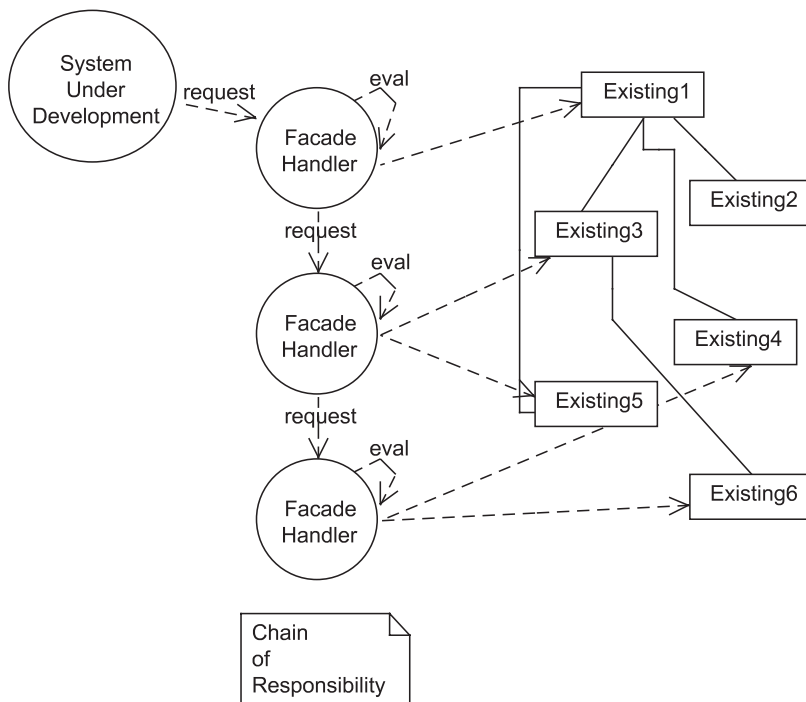 System
Under
Development
request
eval
Facade
Handler
Existing1
Existing2
Existing3
request
eval
Facade
Handler
Existing4
Existing5
request
eval
Facade
Handler
Existing6
Chain
of
Responsibility